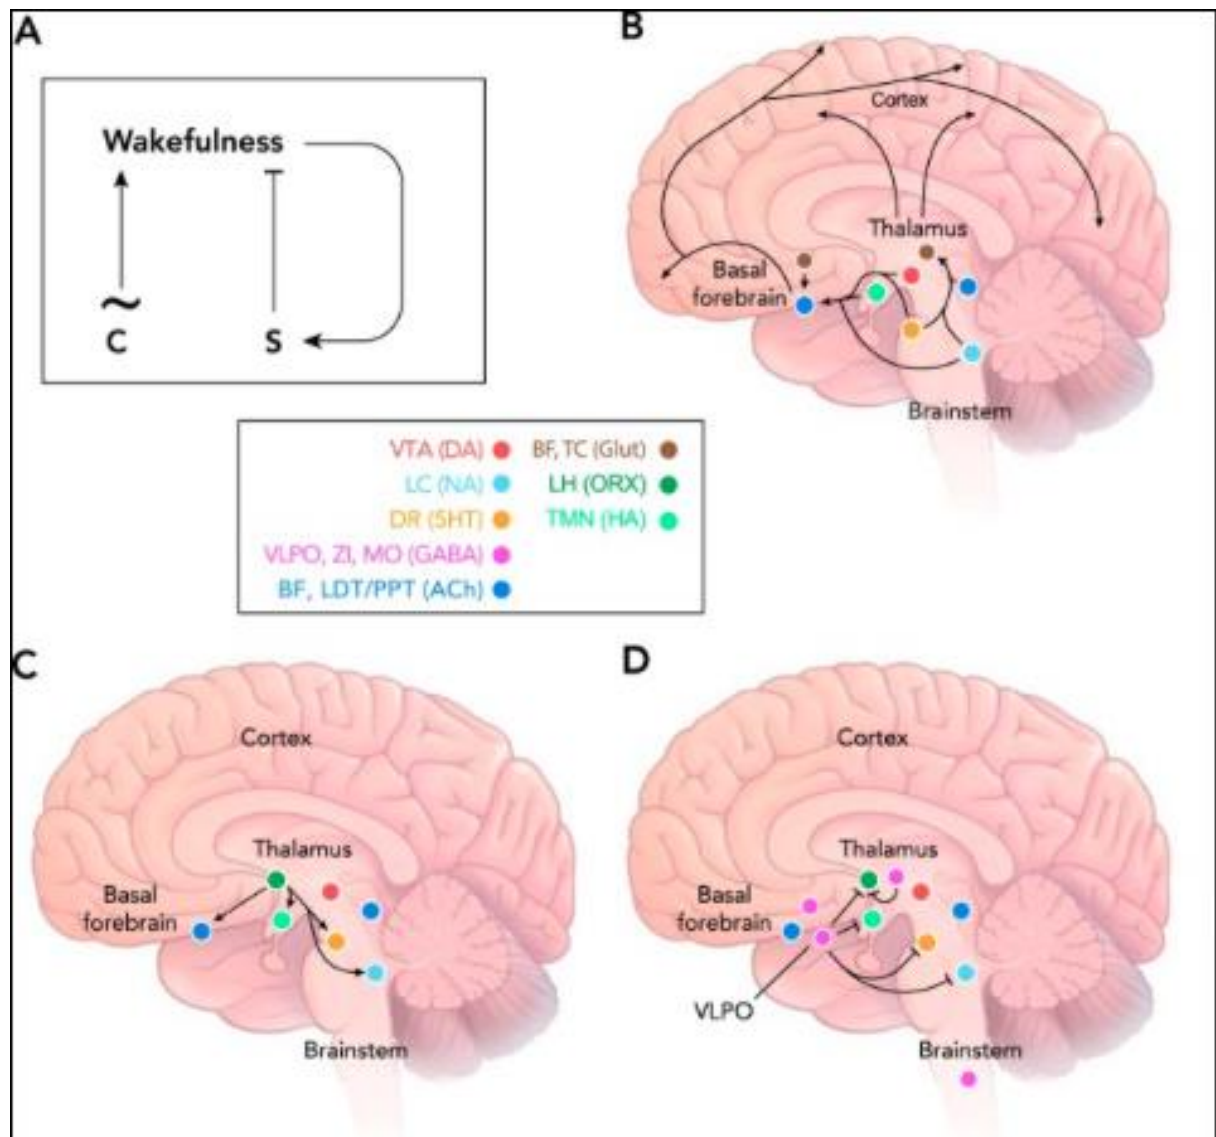 A
Wakefulness
~
C
S
B
Cortex
Thalamus
Basal
forebrain
Brainstem
VTA (DA)
LC (NA)
DR (5HT)
VLPO, ZI, MO (GABA)
BF, LDT/PPT (ACh)
BF, TC (Glut)
LH (ORX)
TMN (HA)
C
Cortex
Thalamus
Basal
forebrain
Brainstem
D
Cortex
Thalamus
Basal
forebrain
VLPO
Brainstem